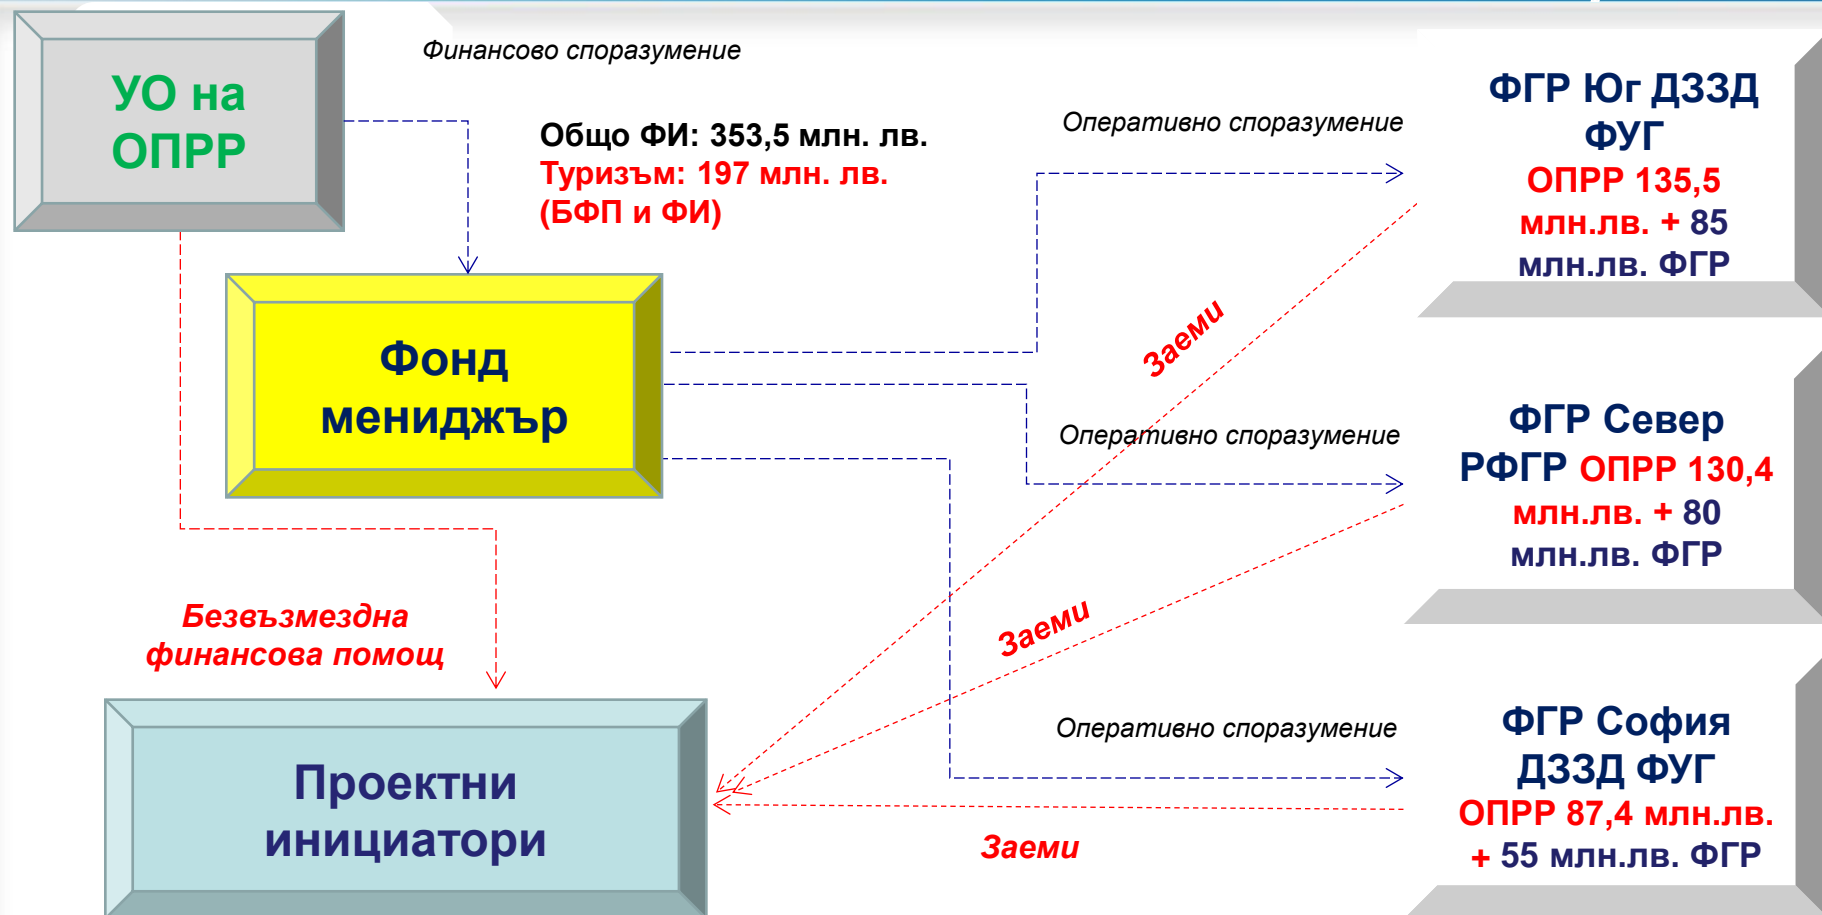 УО на
ОПРР
Финансово споразумение
Общо ФИ: 353,5 млн. лв.
Туризъм: 197 млн. лв.
(БФП и ФИ)
Фонд
мениджър
Безвъзмездна
финансова помощ
Проектни
инициатори
Оперативно споразумение
ФГР Юг ДЗЗД
ФУГ
ОПРР 135,5
млн.лв. + 85
млн.лв. ФГР
Заеми
Оперативно споразумение
ФГР Север
РФГР ОПРР 130,4
млн.лв. + 80
млн.лв. ФГР
Заеми
Оперативно споразумение
ФГР София
ДЗЗД ФУГ
ОПРР 87,4 млн.лв.
+ 55 млн.лв. ФГР
Заеми